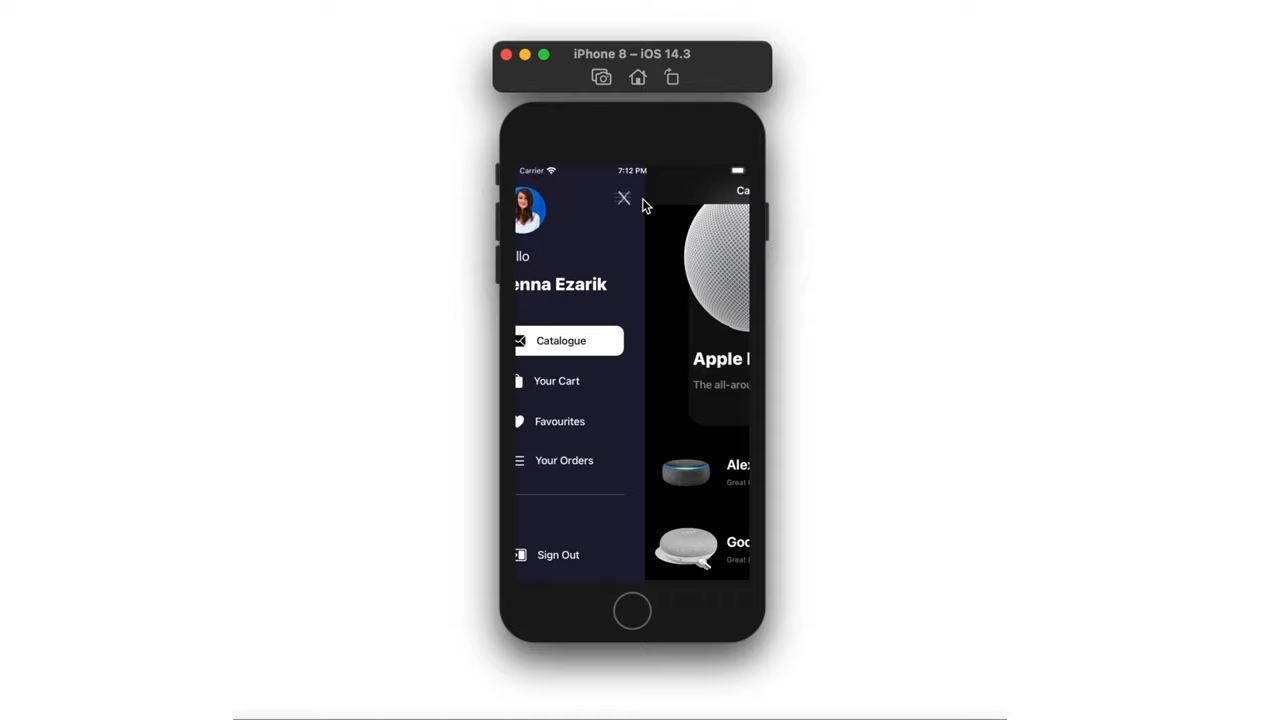 iPhone 8 – iOS 14.3
Carrier 7:12 PM
Ca
llo
enna Ezarik
Catalogue
Your Cart
Favourites
Your Orders
Sign Out
Apple
The all-arou
Alex
Great
Goo
Great